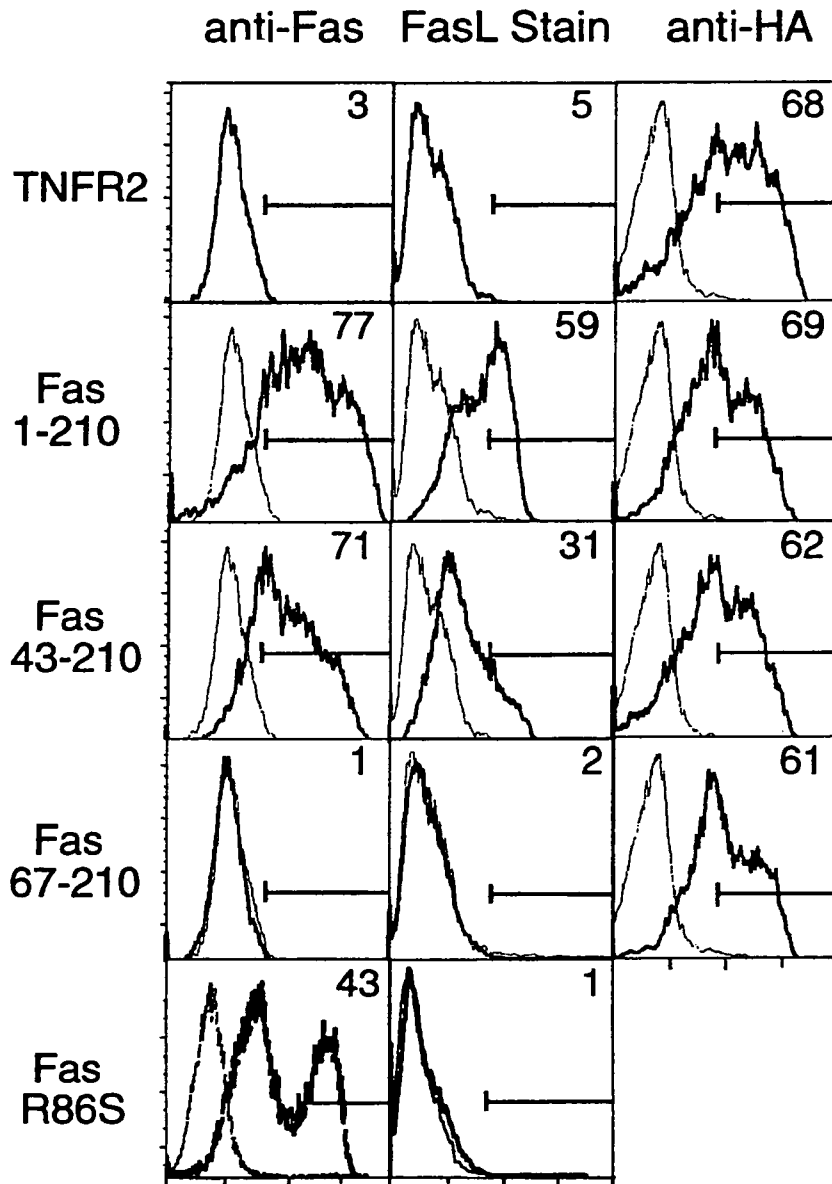 anti-Fas FasL Stain anti-HA
TNFR2 3 5 68
Fas
1-210 77 59 69
Fas
43-210 71 31 62
Fas
67-210 1 2 61
Fas
R86S 43 1